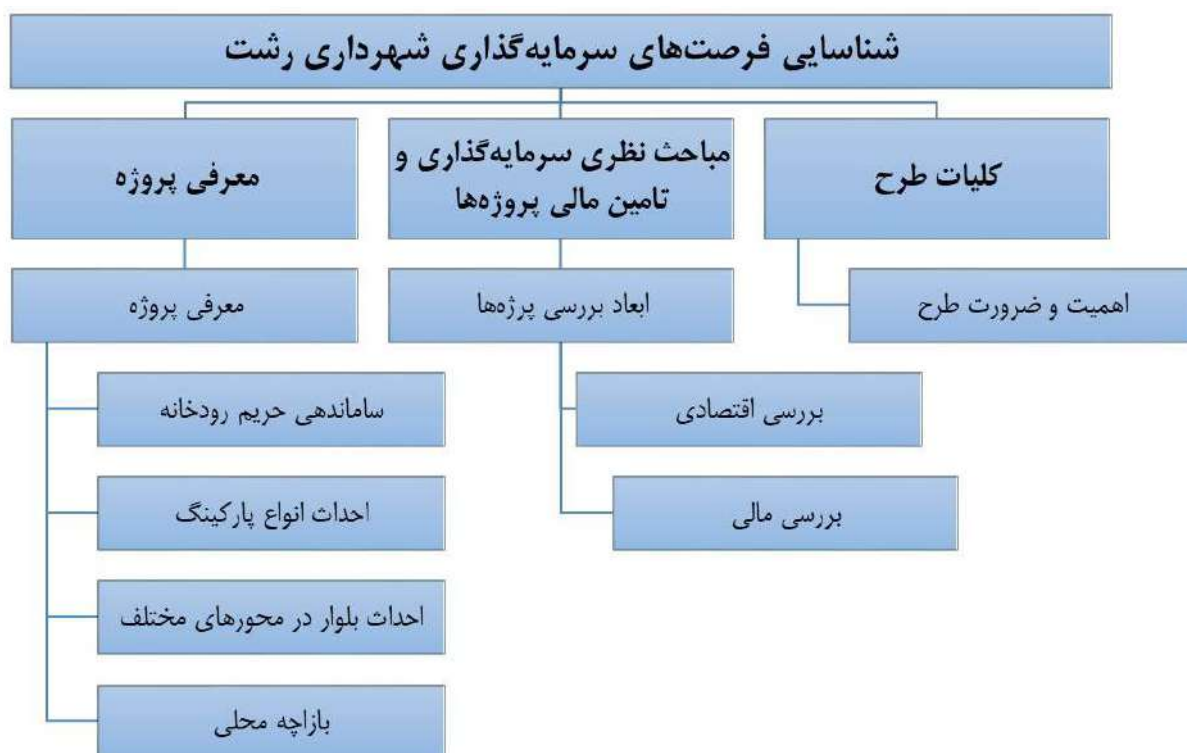 شناسایی فرصت‌های سرمایه‌گذاری شهرداری رشت
کلیات طرح
مباحث نظری سرمایه‌گذاری و
تامین مالی پروژه‌ها
معرفی پروژه
اهمیت و ضرورت طرح
ابعاد بررسی پرژه‌ها
معرفی پروژه
بررسی اقتصادی
بررسی مالی
ساماندهی حریم رودخانه
احداث انواع پارکینگ
احداث بلوار در محورهای مختلف
بازاچه محلی